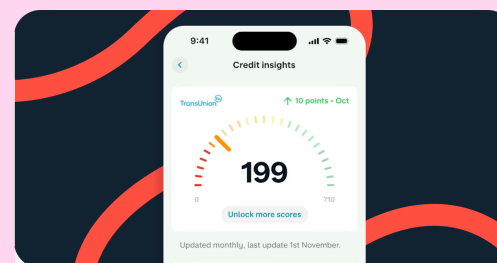 9:41
Credit insights
TransUnion
↑ 10 points • Oct
199
0
710
Unlock more scores
Updated monthly, last update 1st November.